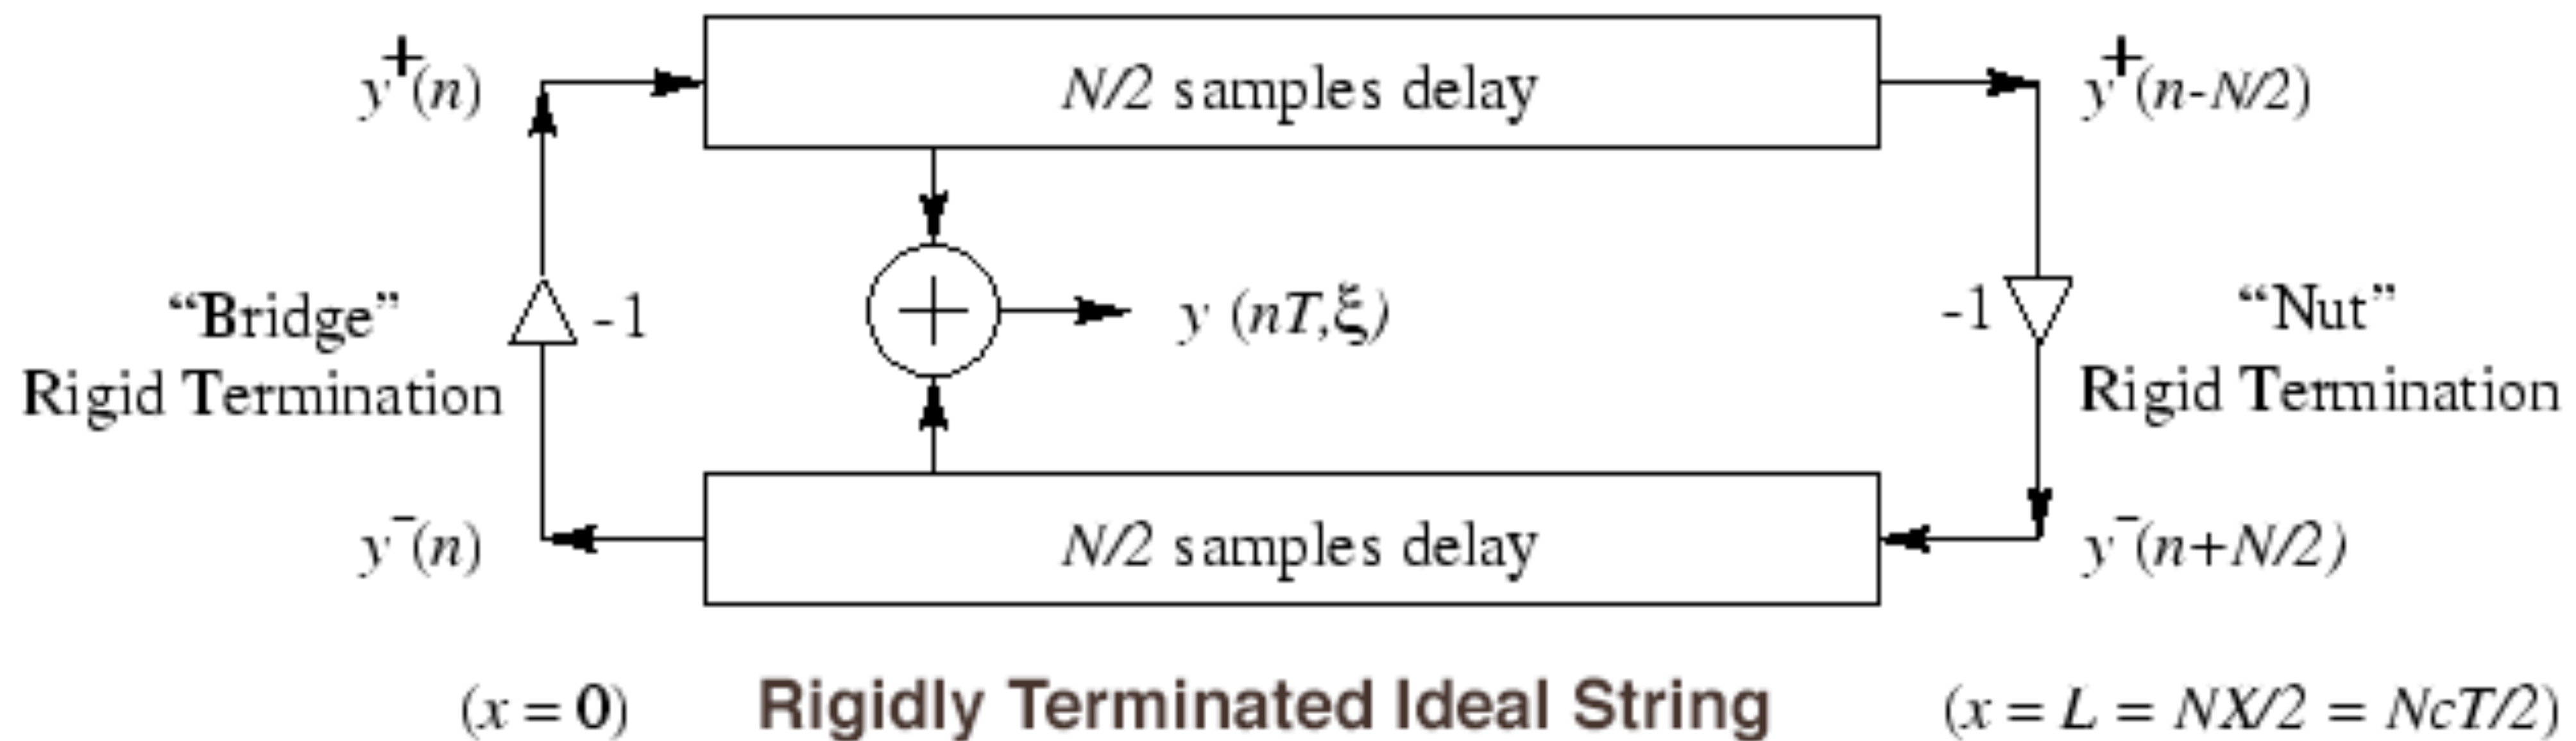 y⁺(n)
N/2 samples delay
y⁺(n-N/2)
“Bridge”
Rigid Termination
-1
+
y (nT,ξ)
-1
“Nut”
Rigid Termination
y⁻(n)
N/2 samples delay
y⁻(n+N/2)
(x = 0)
Rigidly Terminated Ideal String
(x = L = NX/2 = NcT/2)